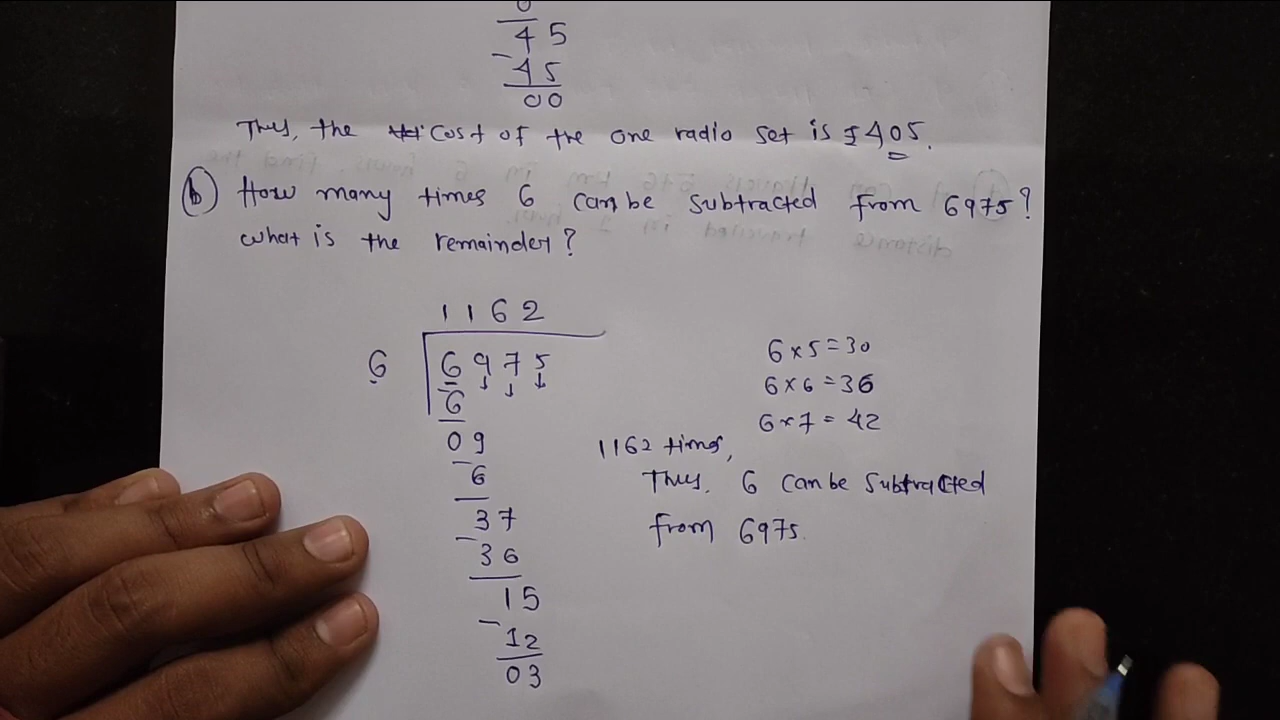 0
45
- 45
00
Thus, the cost of the one radio set is ₹405.
(b) How many times 6 can be subtracted from 6975?
what is the remainder?
1162
6 6975
- 6
09
- 6
37
- 36
15
- 12
03
6×5=30
6×6=36
6×7=42
1162 times,
Thus, 6 can be subtracted
from 6975.